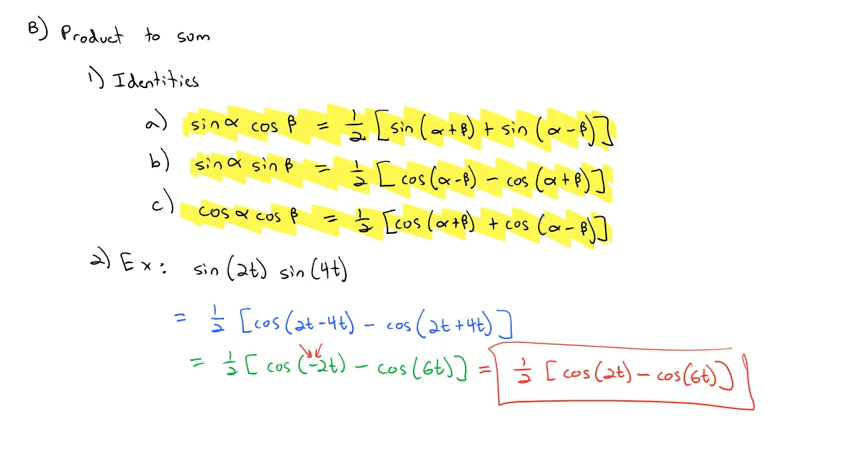 B) Product to sum
1) Identities
a) sin α cos β = 1/2 [sin(α+β) + sin(α-β)]
b) sin α sin β = 1/2 [cos(α-β) - cos(α+β)]
c) cos α cos β = 1/2 [cos(α+β) + cos(α-β)]
2) Ex: sin(2t) sin(4t)
= 1/2 [cos(2t-4t) - cos(2t+4t)]
= 1/2 [cos(-2t) - cos(6t)] = 1/2 [cos(2t) - cos(6t)]